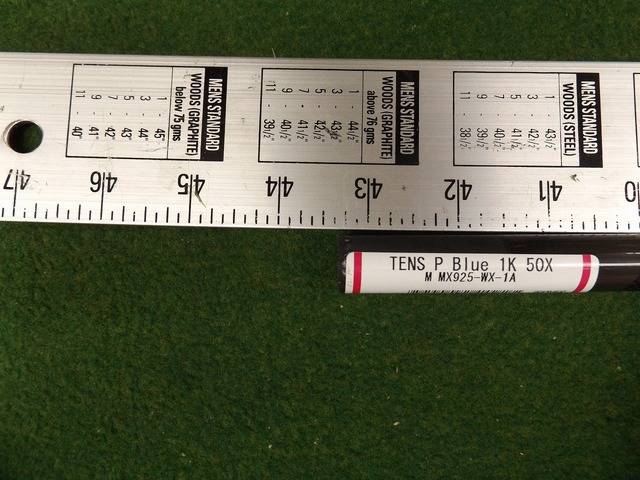 MEN'S STANDARD
WOODS (GRAPHITE)
below 75 gms
1 - 45"
3 - 44"
5 - 43"
7 - 42"
9 - 41"
11 - 40"
MEN'S STANDARD
WOODS (GRAPHITE)
above 76 gms
1 - 44½"
3 - 43½"
5 - 42½"
7 - 41½"
9 - 40½"
11 - 39½"
MEN'S STANDARD
WOODS (STEEL)
1 - 43½"
3 - 42½"
5 - 41½"
7 - 40½"
9 - 39½"
11 - 38½"
47 46 45 44 43 42 41 0
TENS P Blue 1K 50X
M MX925-WX-1A